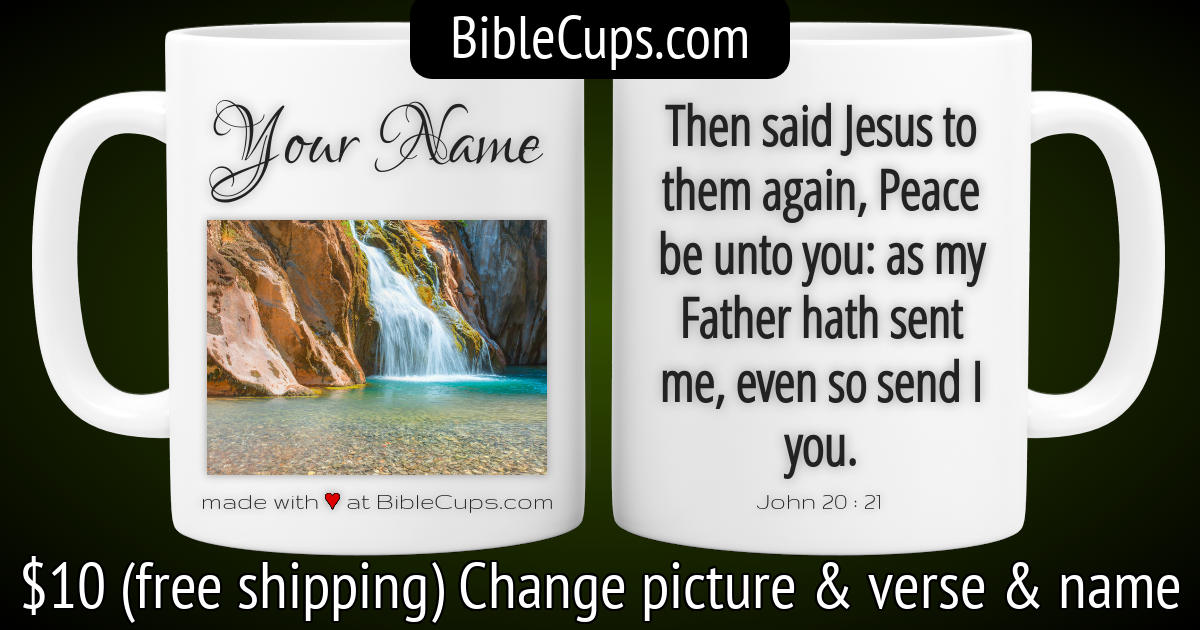 BibleCups.com
Your Name
made with ♥ at BibleCups.com
Then said Jesus to
them again, Peace
be unto you: as my
Father hath sent
me, even so send I
you.
John 20 : 21
$10 (free shipping) Change picture & verse & name